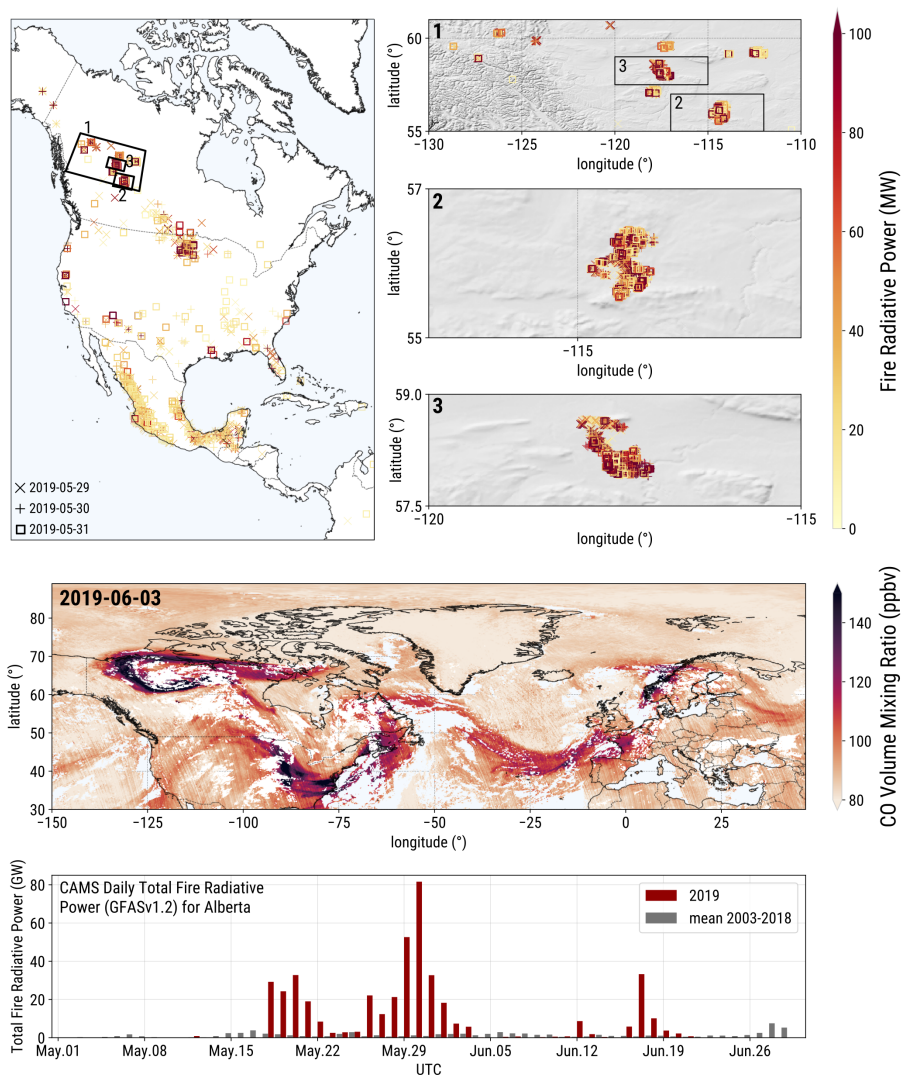 1
3
2
2019-05-29
2019-05-30
2019-05-31
1
3
2
60
55
latitude (°)
−130
−125
−120
−115
−110
longitude (°)
2
57
55
latitude (°)
−115
longitude (°)
3
59.0
57.5
latitude (°)
−120
−115
longitude (°)
100
80
60
40
20
0
Fire Radiative Power (MW)
2019-06-03
80
70
60
50
40
30
latitude (°)
−150
−125
−100
−75
−50
−25
0
25
longitude (°)
140
120
100
80
CO Volume Mixing Ratio (ppbv)
CAMS Daily Total Fire Radiative
Power (GFASv1.2) for Alberta
2019
mean 2003-2018
80
60
40
20
0
Total Fire Radiative Power (GW)
May.01
May.08
May.15
May.22
May.29
Jun.05
Jun.12
Jun.19
Jun.26
UTC